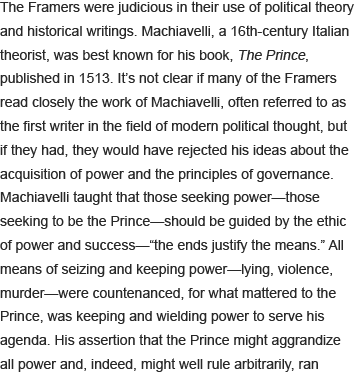 The Framers were judicious in their use of political theory
and historical writings. Machiavelli, a 16th-century Italian
theorist, was best known for his book, The Prince,
published in 1513. It’s not clear if many of the Framers
read closely the work of Machiavelli, often referred to as
the first writer in the field of modern political thought, but
if they had, they would have rejected his ideas about the
acquisition of power and the principles of governance.
Machiavelli taught that those seeking power—those
seeking to be the Prince—should be guided by the ethic
of power and success—“the ends justify the means.” All
means of seizing and keeping power—lying, violence,
murder—were countenanced, for what mattered to the
Prince, was keeping and wielding power to serve his
agenda. His assertion that the Prince might aggrandize
all power and, indeed, might well rule arbitrarily, ran